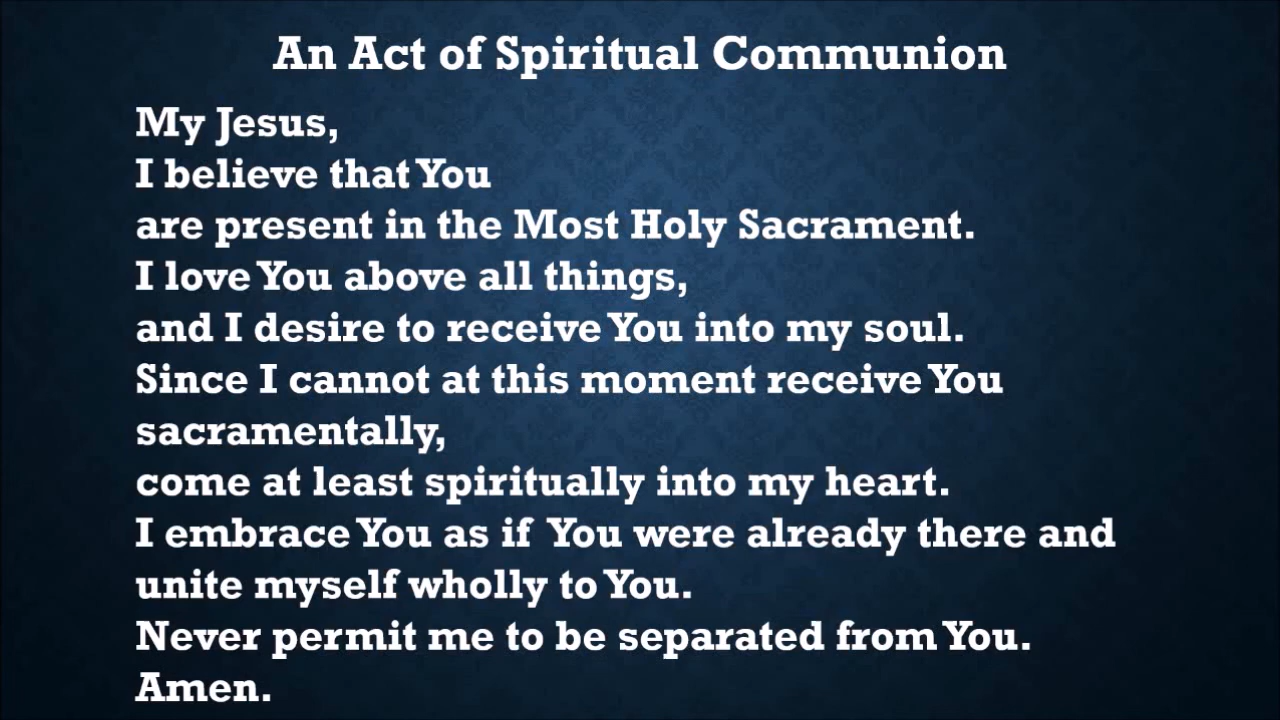 An Act of Spiritual Communion
My Jesus,
I believe that You
are present in the Most Holy Sacrament.
I love You above all things,
and I desire to receive You into my soul.
Since I cannot at this moment receive You
sacramentally,
come at least spiritually into my heart.
I embrace You as if You were already there and
unite myself wholly to You.
Never permit me to be separated from You.
Amen.